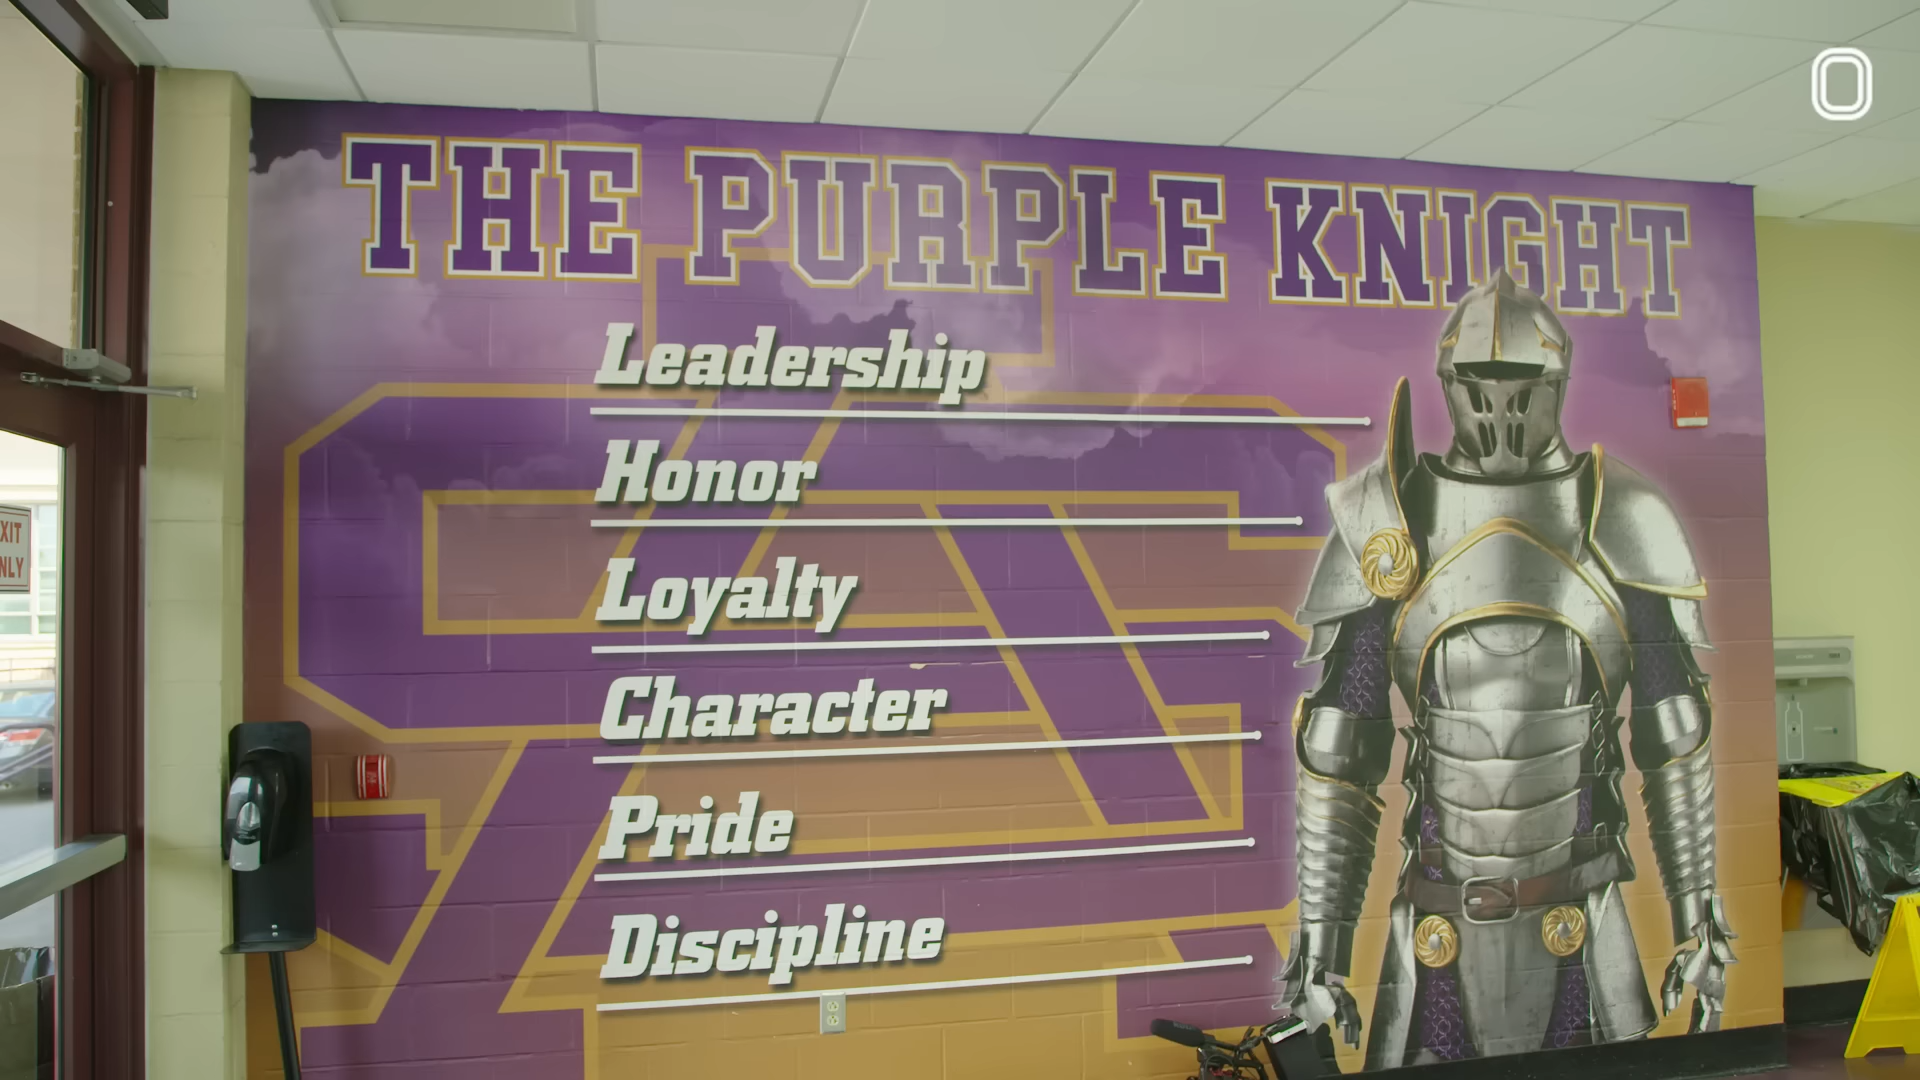 THE PURPLE KNIGHT
Leadership
Honor
Loyalty
Character
Pride
Discipline